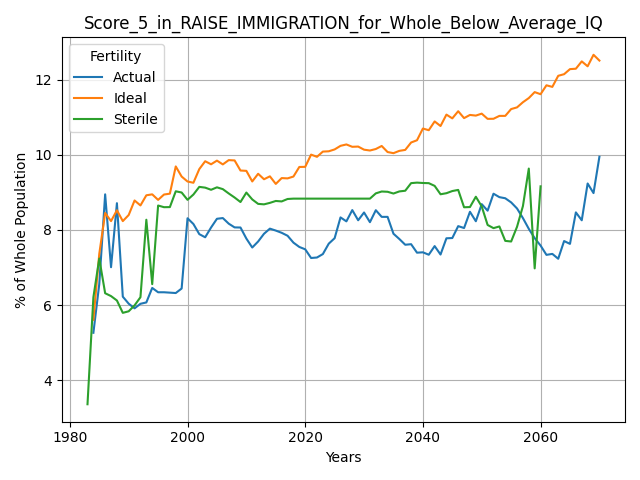 Score_5_in_RAISE_IMMIGRATION_for_Whole_Below_Average_IQ
Fertility
Actual
Ideal
Sterile
% of Whole Population
12
10
8
6
4
1980
2000
2020
2040
2060
Years